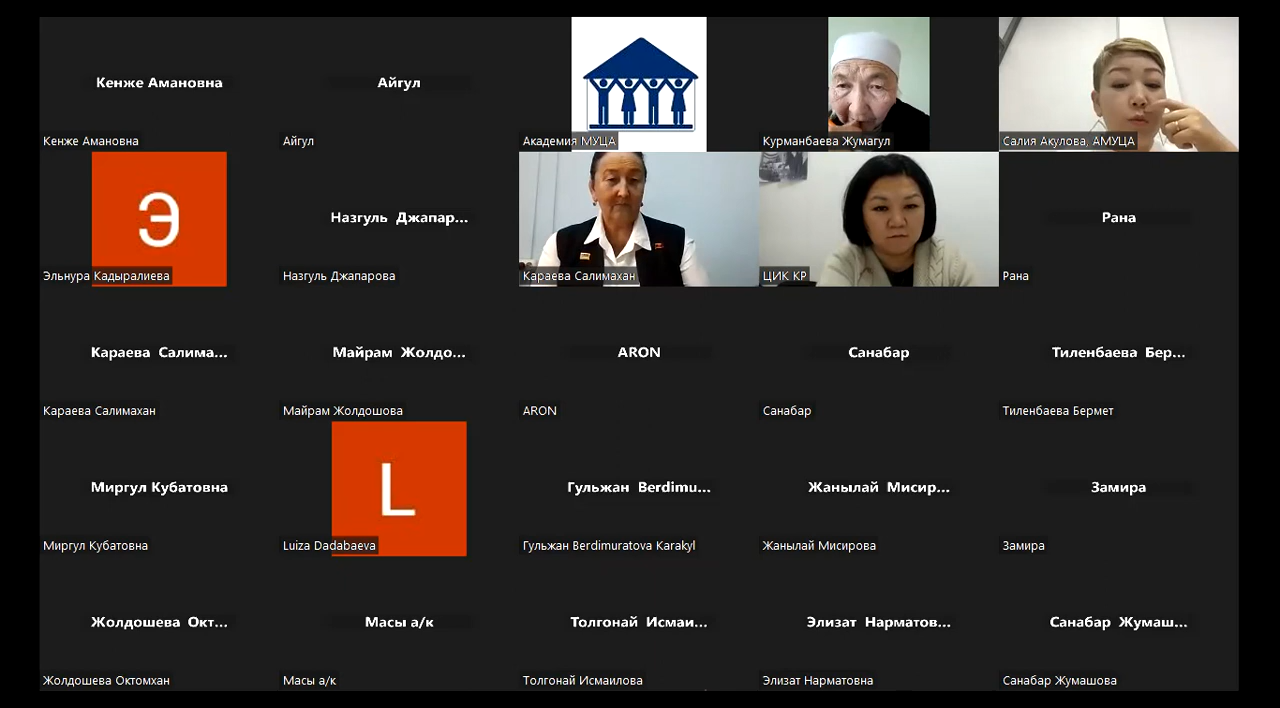 Кенже Амановна
Айгул
Кенже Амановна
Айгул
Академия МУЦА
Курманбаева Жумагул
Салия Акулова, АМУЦА
Э
Назгуль Джапар...
Рана
Эльнура Кадыралиева
Назгуль Джапарова
Караева Салимахан
ЦИК КР
Рана
Караева Салима...
Майрам Жолдо...
ARON
Санабар
Тиленбаева Бер...
Караева Салимахан
Майрам Жолдошова
ARON
Санабар
Тиленбаева Бермет
Миргул Кубатовна
L
Гульжан Berdimu...
Жанылай Мисир...
Замира
Миргул Кубатовна
Luiza Dadabaeva
Гульжан Berdimuratova Karakyl
Жанылай Мисирова
Замира
Жолдошева Окт...
Масы а/к
Толгонай Исмаи...
Элизат Нарматов...
Санабар Жумаш...
Жолдошева Октомхан
Масы а/к
Толгонай Исмаилова
Элизат Нарматовна
Санабар Жумашова